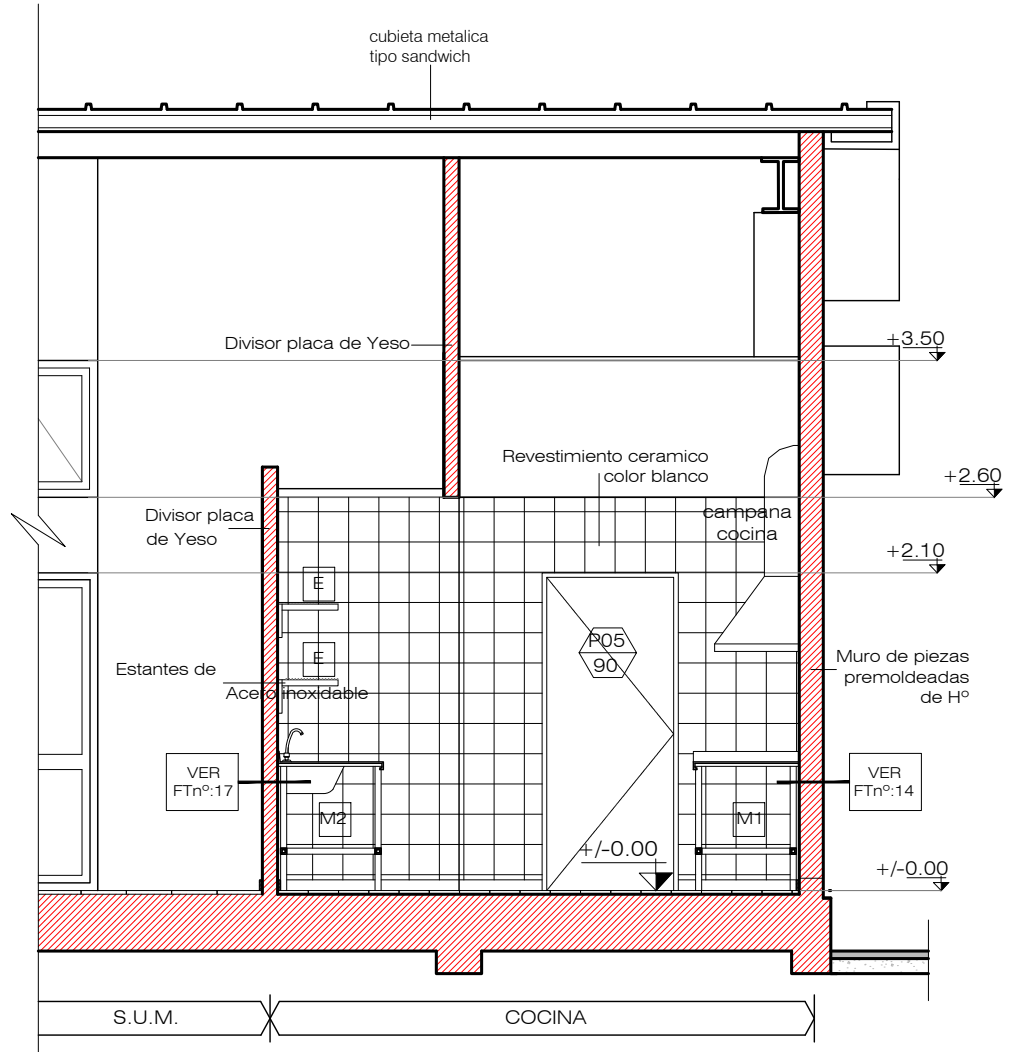 cubieta metalica
tipo sandwich
Divisor placa de Yeso
+3.50
Revestimiento ceramico
color blanco
+2.60
Divisor placa
de Yeso
campana
cocina
+2.10
E
P05
90
E
Estantes de
Acero inoxidable
Muro de piezas
premoldeadas
de Hº
VER
FTnº:17
VER
FTnº:14
M2
M1
+/-0.00
+/-0.00
S.U.M.
COCINA